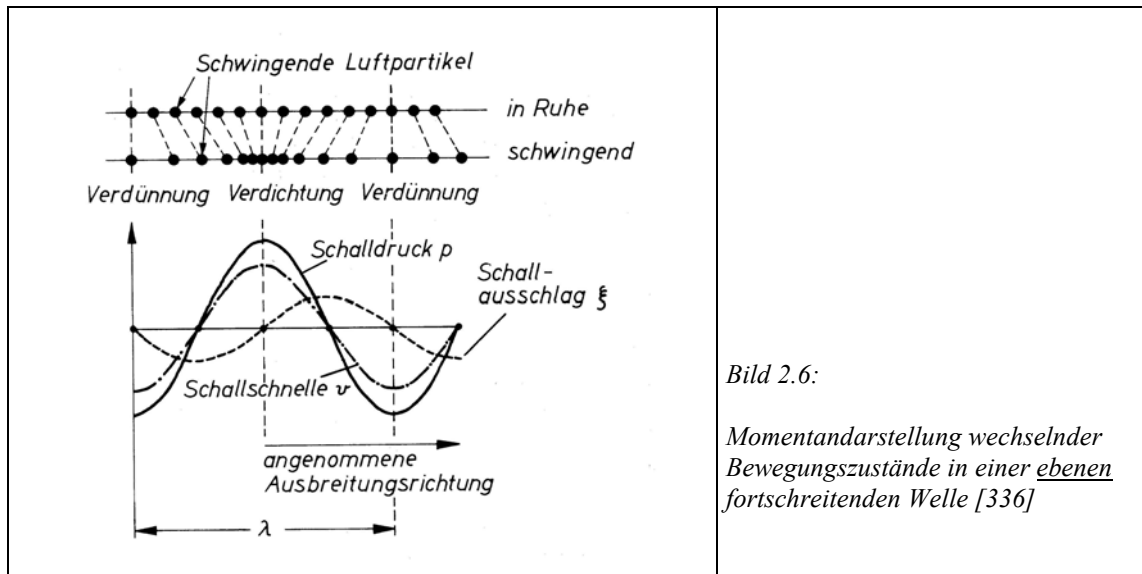 Schwingende Luftpartikel
in Ruhe
schwingend
Verdünnung Verdichtung Verdünnung
Schalldruck p
Schall-
ausschlag ξ
Schallschnelle v
angenommene
Ausbreitungsrichtung
λ
Bild 2.6:
Momentandarstellung wechselnder
Bewegungszustände in einer ebenen
fortschreitenden Welle [336]